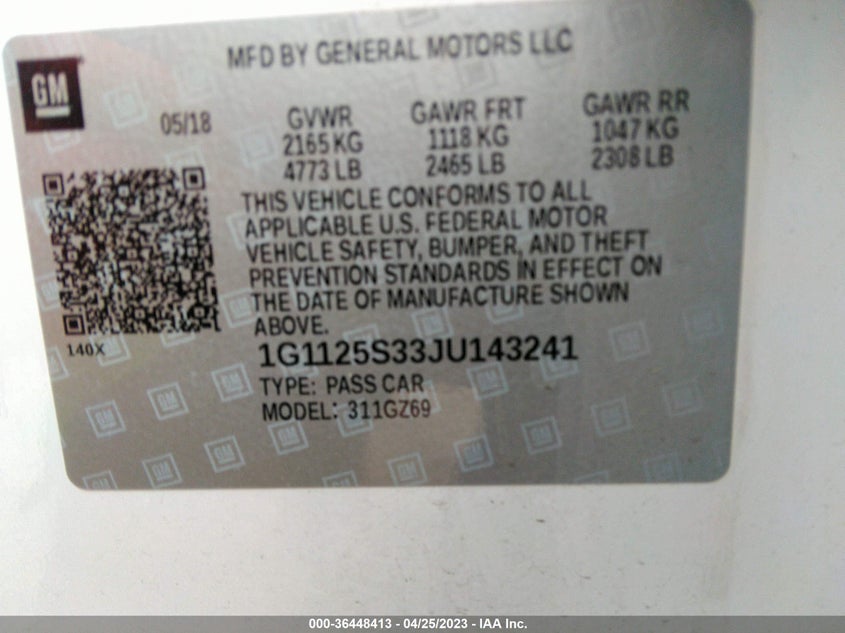 MFD BY GENERAL MOTORS LLC
GM
05/18
GVWR GAWR FRT GAWR RR
2165 KG 1118 KG 1047 KG
4773 LB 2465 LB 2308 LB
THIS VEHICLE CONFORMS TO ALL
APPLICABLE U.S. FEDERAL MOTOR
VEHICLE SAFETY, BUMPER, AND THEFT
PREVENTION STANDARDS IN EFFECT ON
THE DATE OF MANUFACTURE SHOWN
ABOVE.
140X
1G1125S33JU143241
TYPE: PASS CAR
MODEL: 311GZ69
000-36448413 - 04/25/2023 - IAA Inc.